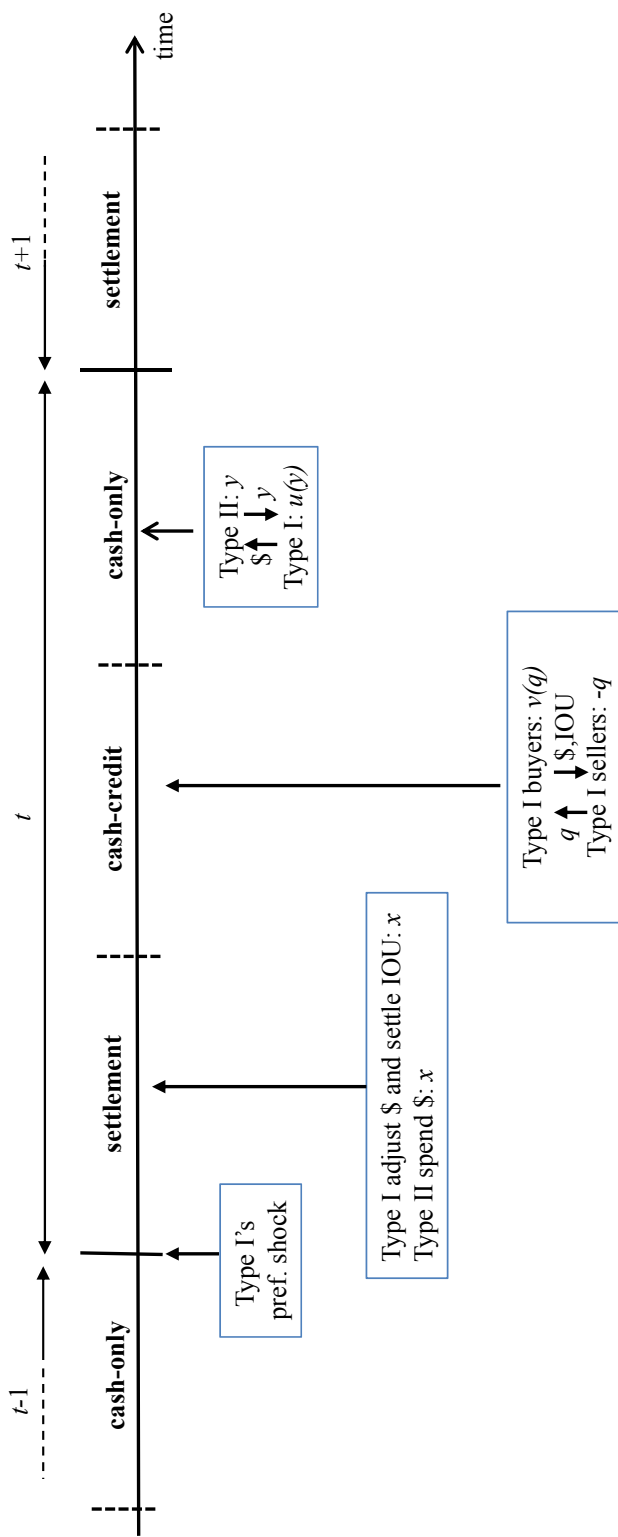 t-1
t
t+1
cash-only
settlement
cash-credit
cash-only
settlement
time
Type I's
pref. shock
Type I adjust $ and settle IOU: x
Type II spend $: x
Type I buyers: v(q)
q
$,IOU
Type I sellers: -q
Type II: y
$
y
Type I: u(y)